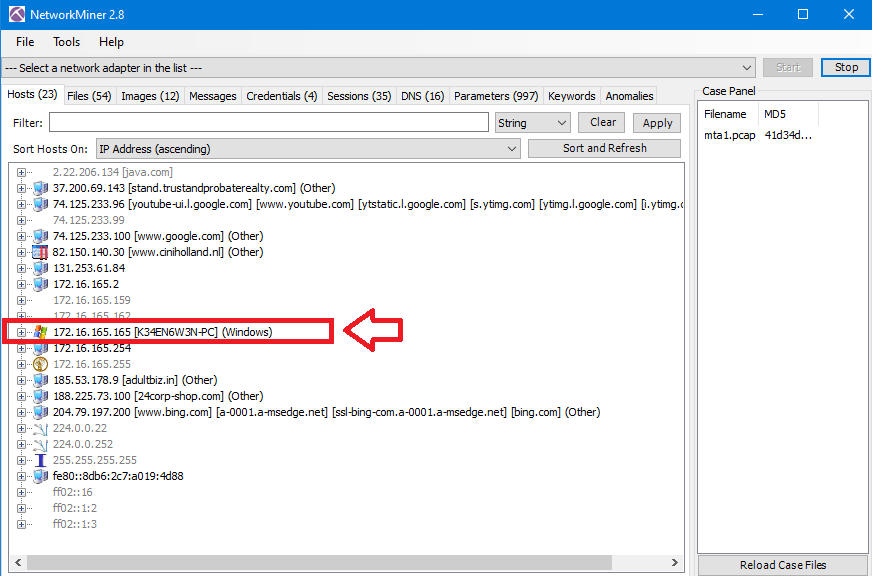 NetworkMiner 2.8
File Tools Help
--- Select a network adapter in the list --- Start Stop
Hosts (23) Files (54) Images (12) Messages Credentials (4) Sessions (35) DNS (16) Parameters (997) Keywords Anomalies
Filter: String Clear Apply
Sort Hosts On: IP Address (ascending) Sort and Refresh
2.22.206.134 [java.com]
37.200.69.143 [stand.trustandprobaterealty.com] (Other)
74.125.233.96 [youtube-ui.l.google.com] [www.youtube.com] [ytstatic.l.google.com] [s.ytimg.com] [ytimg.l.google.com] [i.ytimg.c
74.125.233.99
74.125.233.100 [www.google.com] (Other)
82.150.140.30 [www.ciniholland.nl] (Other)
131.253.61.84
172.16.165.2
172.16.165.159
172.16.165.162
172.16.165.165 [K34EN6W3N-PC] (Windows)
172.16.165.254
172.16.165.255
185.53.178.9 [adultbiz.in] (Other)
188.225.73.100 [24corp-shop.com] (Other)
204.79.197.200 [www.bing.com] [a-0001.a-msedge.net] [ssl-bing-com.a-0001.a-msedge.net] [bing.com] (Other)
224.0.0.22
224.0.0.252
255.255.255.255
fe80::8db6:2c7:a019:4d88
ff02::16
ff02::1:2
ff02::1:3
Case Panel
Filename MD5
mta1.pcap 41d34d...
Reload Case Files